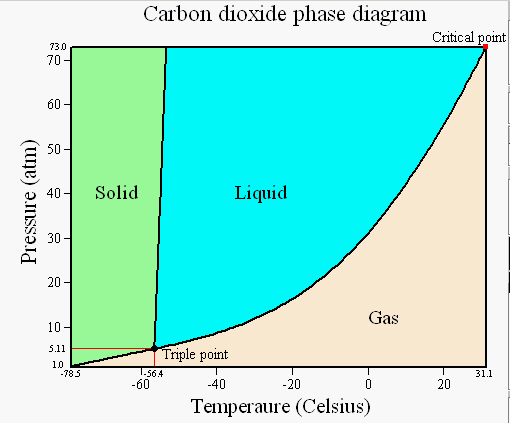 Carbon dioxide phase diagram
Critical point
73.0
70
60
50
40
30
20
10
5.11
1.0
Pressure (atm)
Solid
Liquid
Gas
Triple point
-78.5
-56.4
31.1
-60
-40
-20
0
20
Temperaure (Celsius)